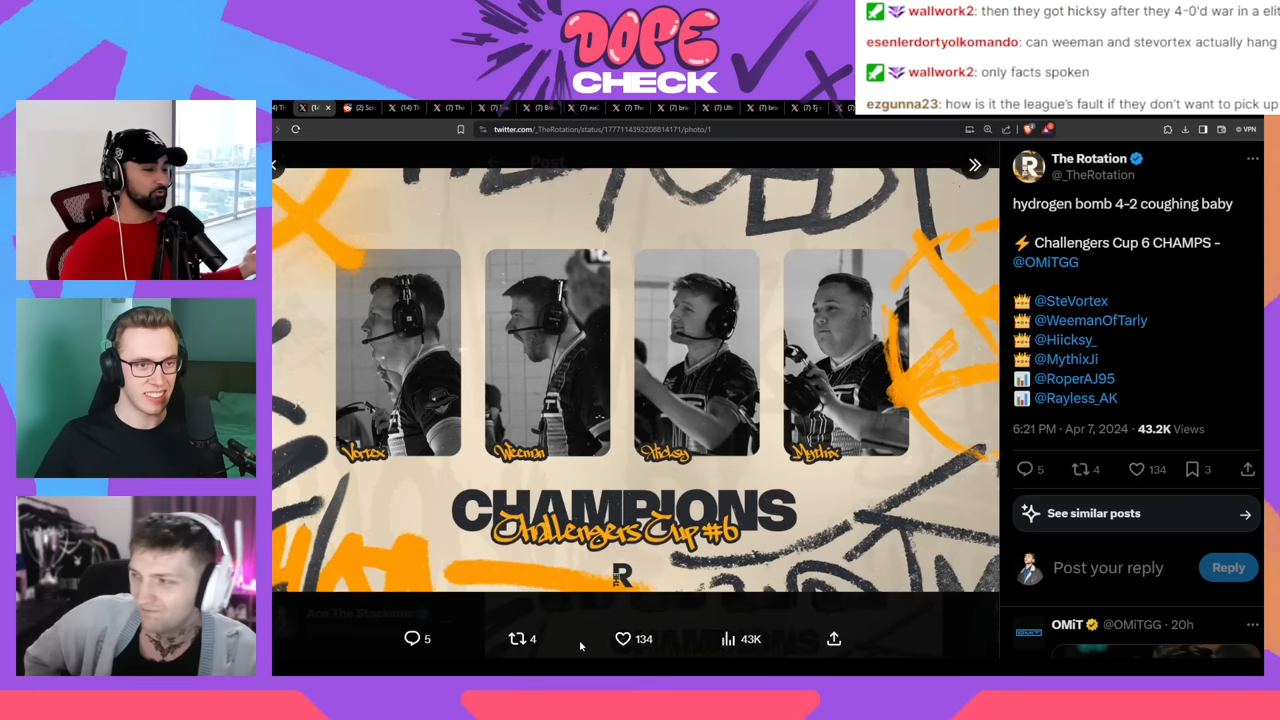 DOPE
CHECK
wallwork2: then they got hicksy after they 4-0'd war in a elit
esenlerdortyolkomando: can weeman and stevortex actually hang
wallwork2: only facts spoken
ezgunna23: how is it the league's fault if they don't want to pick up
twitter.com/_TheRotation/status/1777114392208814171/photo/1
VPN
Post
The Rotation
@_TheRotation
hydrogen bomb 4-2 coughing baby
⚡ Challengers Cup 6 CHAMPS -
@OMiTGG
👑 @SteVortex
👑 @WeemanOfTarly
👑 @Hiicksy_
👑 @MythixJi
📊 @RoperAJ95
📊 @Rayless_AK
6:21 PM · Apr 7, 2024 · 43.2K Views
5
4
134
3
See similar posts
Post your reply
Reply
OMiT @OMiTGG · 20h
Vortex
Weeman
Hicksy
Mythix
CHAMPIONS
Challengers Cup #6
THE R
5
4
134
43K